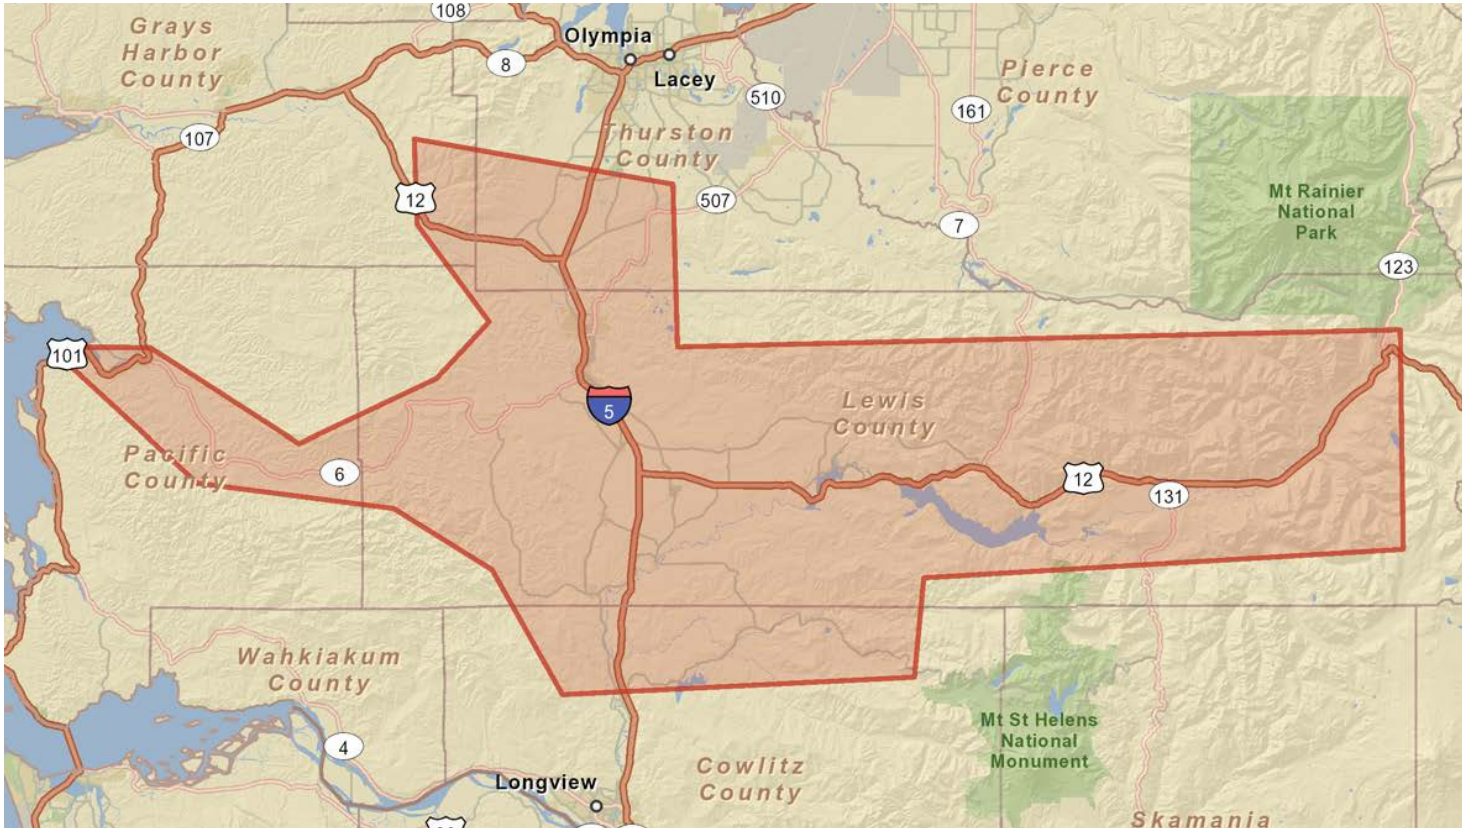 108
Grays
Harbor
County
Olympia
8
Lacey
Pierce
County
510
161
107
Thurston
County
12
507
7
Mt Rainier
National
Park
123
101
5
Lewis
County
Pacific
County
6
12
131
Wahkiakum
County
4
Mt St Helens
National
Monument
Longview
Cowlitz
County
Skamania